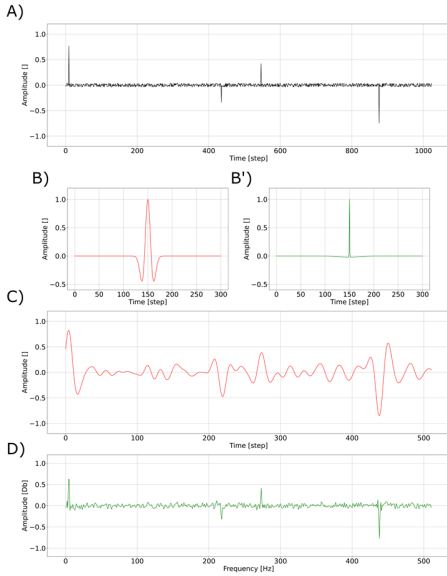 A)
1.0
0.5
0.0
−0.5
−1.0
Amplitude []
0 200 400 600 800 1000
Time [step]
B)
1.0
0.5
0.0
−0.5
Amplitude []
0 50 100 150 200 250 300
Time [step]
B')
1.0
0.5
0.0
−0.5
Amplitude []
0 50 100 150 200 250 300
Time [step]
C)
1.0
0.5
0.0
−0.5
−1.0
Amplitude []
0 100 200 300 400 500
Time [step]
D)
1.0
0.5
0.0
−0.5
−1.0
Amplitude [Db]
0 100 200 300 400 500
Frequency [Hz]